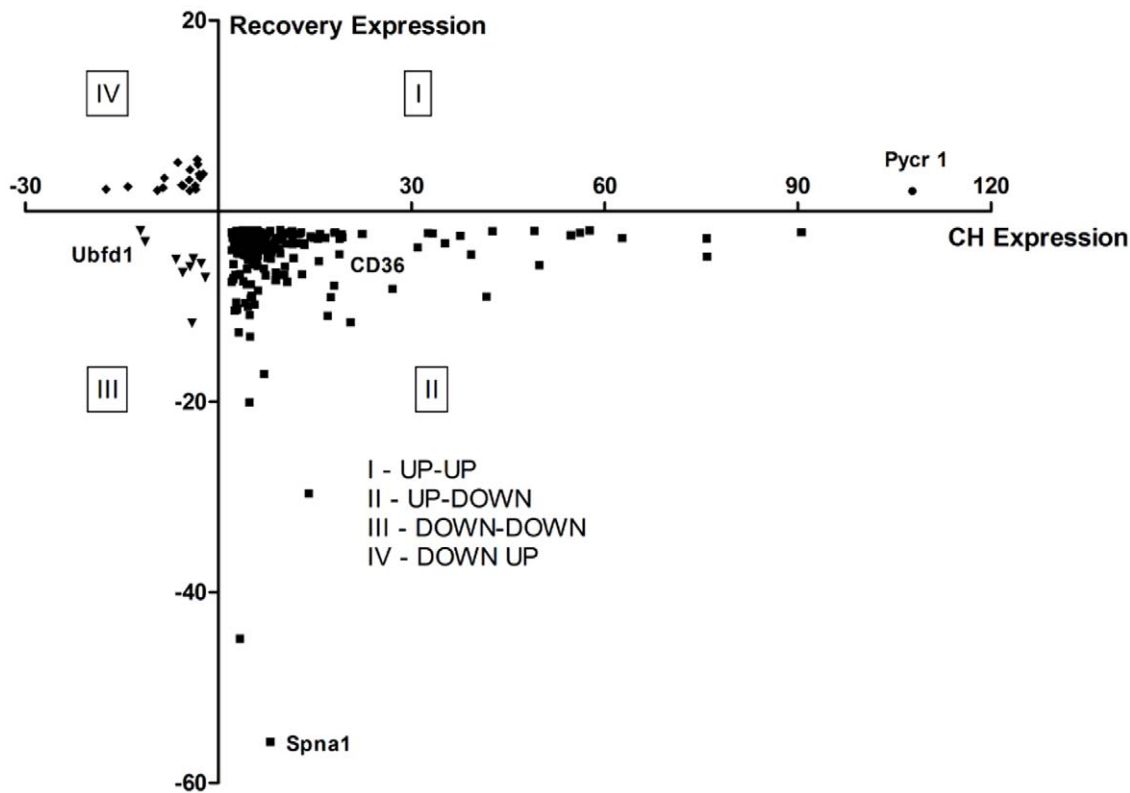 20
Recovery Expression
IV
I
Pycr 1
-30
30
60
90
120
CH Expression
Ubfd1
CD36
III
II
-20
I - UP-UP
II - UP-DOWN
III - DOWN-DOWN
IV - DOWN UP
-40
Spna1
-60